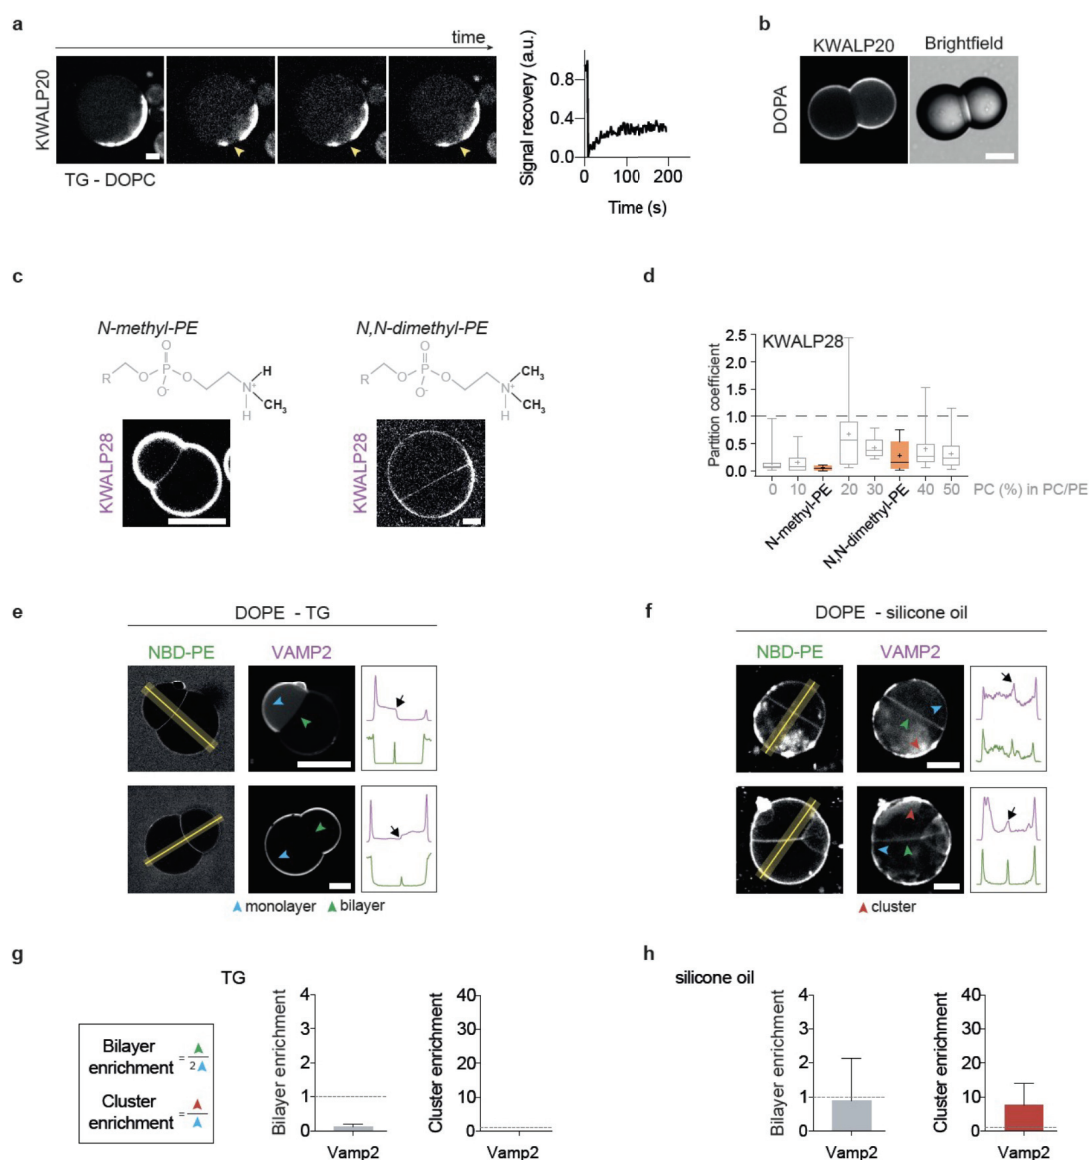 a
time
KWALP20
TG - DOPC
Signal recovery (a.u.)
0.8
0.4
0.0
0 100 200
Time (s)
b
KWALP20 Brightfield
DOPA
c
N-methyl-PE
R O P O O O- N+ H CH3 H
KWALP28
N,N-dimethyl-PE
R O P O O O- N+ CH3 CH3 H
KWALP28
d
KWALP28
Partition coefficient
2.5
2.0
1.5
1.0
0.5
0.0
0 10 20 30 40 50 PC (%) in PC/PE
N-methyl-PE
N,N-dimethyl-PE
e
DOPE - TG
NBD-PE VAMP2
monolayer bilayer
f
DOPE - silicone oil
NBD-PE VAMP2
cluster
g
TG
Bilayer enrichment =
2
Cluster enrichment =
Bilayer enrichment
4
3
2
1
0
Vamp2
Cluster enrichment
40
30
20
10
0
Vamp2
h
silicone oil
Bilayer enrichment
4
3
2
1
0
Vamp2
Cluster enrichment
40
30
20
10
0
Vamp2